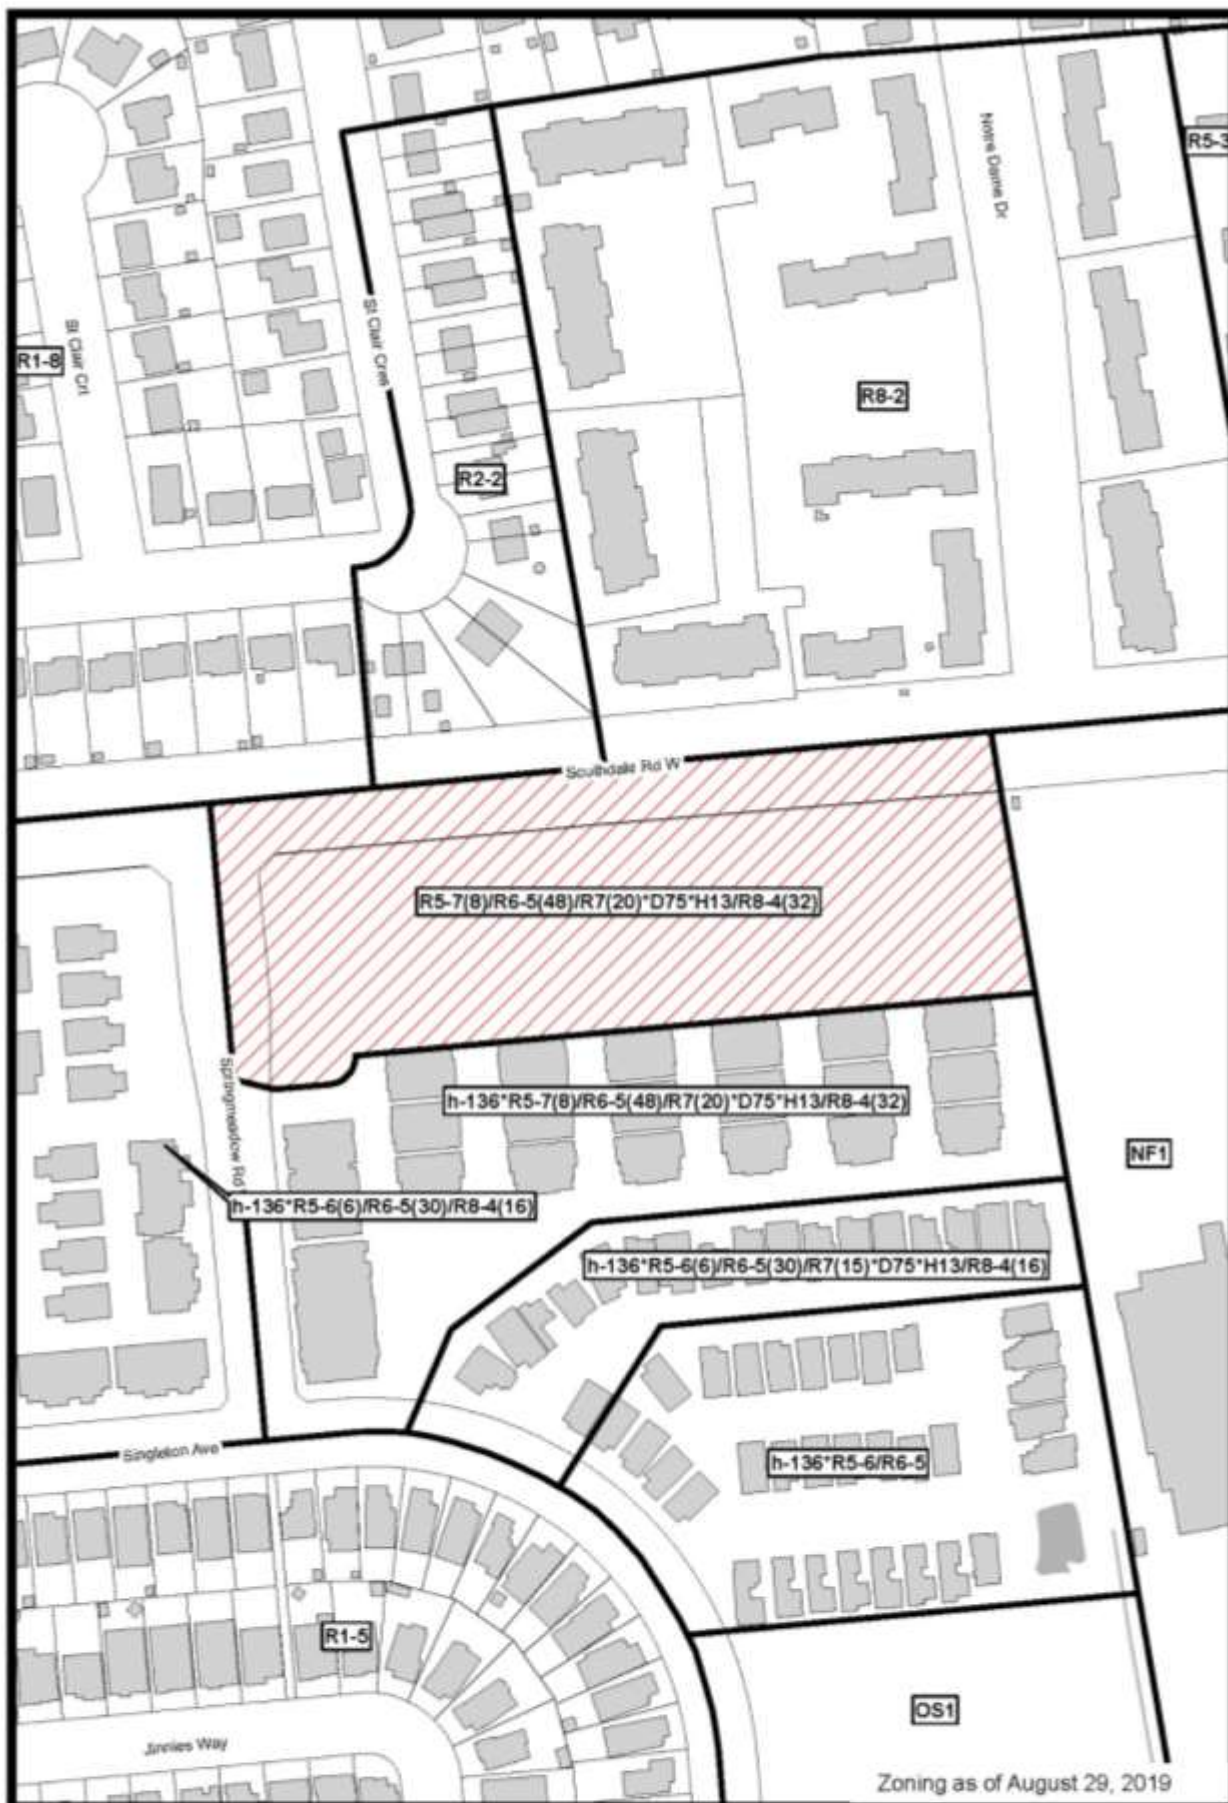 Notre Dame Dr
R5-3
St Clair Cres
St Clair Crt
R1-8
R8-2
R2-2
Southdale Rd W
R5-7(8)/R6-5(48)/R7(20)*D75*H13/R8-4(32)
Springmeadow Rd
h-136*R5-7(8)/R6-5(48)/R7(20)*D75*H13/R8-4(32)
NF1
h-136*R5-6(6)/R6-5(30)/R8-4(16)
h-136*R5-6(6)/R6-5(30)/R7(15)*D75*H13/R8-4(16)
Singleton Ave
h-136*R5-6/R6-5
R1-5
OS1
Jinnies Way
Zoning as of August 29, 2019